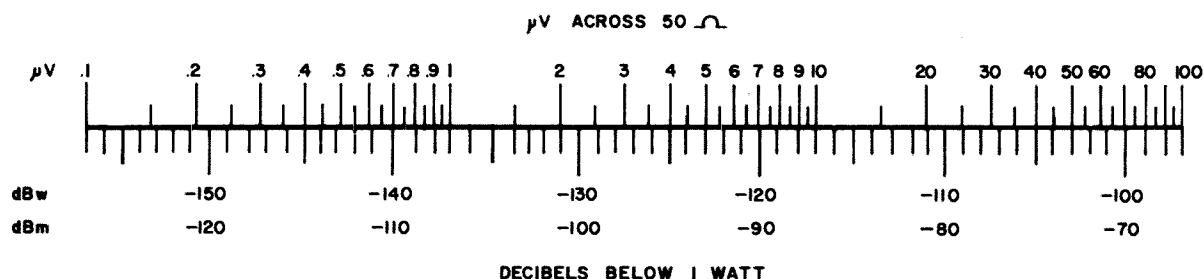 μV ACROSS 50 Ω
μV .1 .2 .3 .4 .5 .6 .7 .8 .9 1 2 3 4 5 6 7 8 9 10 20 30 40 50 60 80 100
dBw -150 -140 -130 -120 -110 -100
dBm -120 -110 -100 -90 -80 -70
DECIBELS BELOW 1 WATT